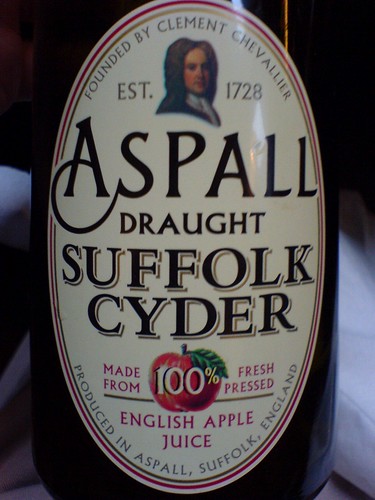 FOUNDED BY CLEMENT CHEVALLIER
EST. 1728
ASPALL
DRAUGHT
SUFFOLK
CYDER
MADE FROM 100% FRESH PRESSED
ENGLISH APPLE
JUICE
PRODUCED IN ASPALL, SUFFOLK, ENGLAND